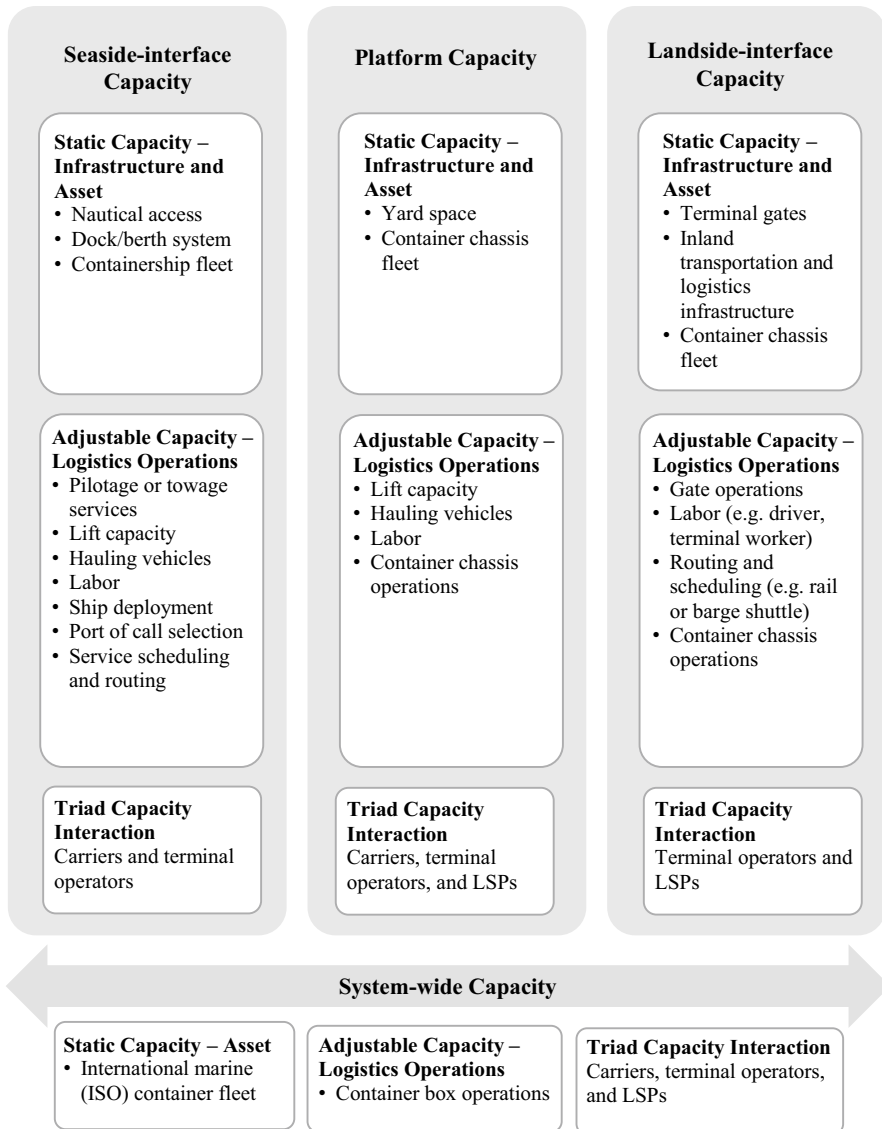 Seaside-interface
Capacity
Static Capacity –
Infrastructure and
Asset
• Nautical access
• Dock/berth system
• Containership fleet
Adjustable Capacity –
Logistics Operations
• Pilotage or towage
services
• Lift capacity
• Hauling vehicles
• Labor
• Ship deployment
• Port of call selection
• Service scheduling
and routing
Triad Capacity
Interaction
Carriers and terminal
operators
Platform Capacity
Static Capacity –
Infrastructure and
Asset
• Yard space
• Container chassis
fleet
Adjustable Capacity –
Logistics Operations
• Lift capacity
• Hauling vehicles
• Labor
• Container chassis
operations
Triad Capacity
Interaction
Carriers, terminal
operators, and LSPs
Landside-interface
Capacity
Static Capacity –
Infrastructure and
Asset
• Terminal gates
• Inland
transportation and
logistics
infrastructure
• Container chassis
fleet
Adjustable Capacity –
Logistics Operations
• Gate operations
• Labor (e.g. driver,
terminal worker)
• Routing and
scheduling (e.g. rail
or barge shuttle)
• Container chassis
operations
Triad Capacity
Interaction
Terminal operators and
LSPs
System-wide Capacity
Static Capacity – Asset
• International marine
(ISO) container fleet
Adjustable Capacity –
Logistics Operations
• Container box operations
Triad Capacity Interaction
Carriers, terminal operators,
and LSPs